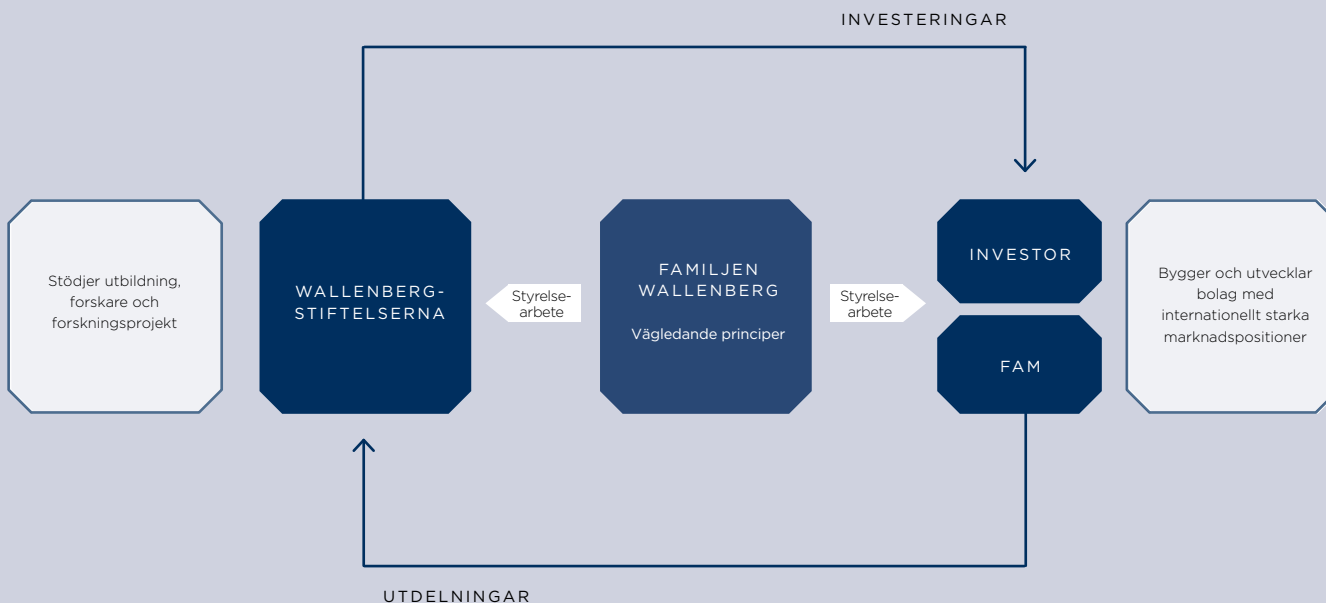 INVESTERINGAR
Stödjer utbildning,
forskare och
forskningsprojekt
WALLENBERG-
STIFTELSERNA
Styrelse-
arbete
FAMILJEN
WALLENBERG
Vägledande principer
Styrelse-
arbete
INVESTOR
FAM
Bygger och utvecklar
bolag med
internationellt starka
marknadspositioner
UTDELNINGAR